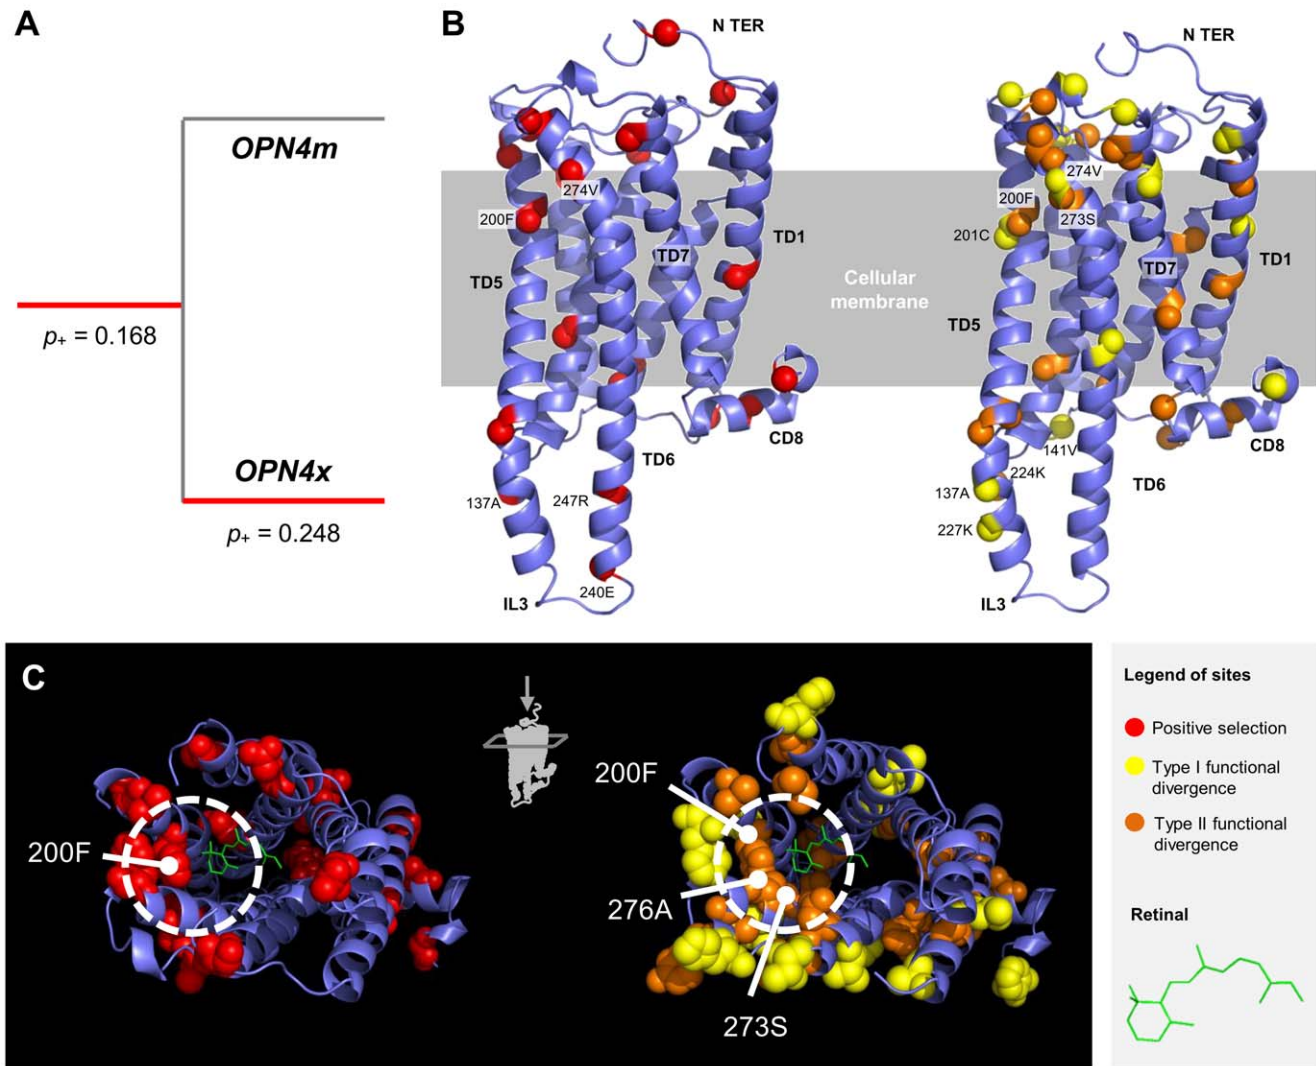 A
OPN4m
p+ = 0.168
OPN4x
p+ = 0.248
B
N TER
274V
200F
TD1
TD7
TD5
TD6
CD8
137A
247R
240E
IL3
Cellular
membrane
N TER
274V
200F
273S
201C
TD1
TD7
TD5
CD8
141V
224K
TD6
137A
227K
IL3
C
200F
200F
276A
273S
Legend of sites
Positive selection
Type I functional
divergence
Type II functional
divergence
Retinal